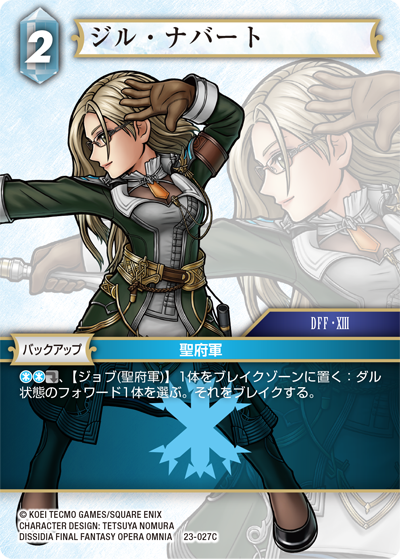 2
ジル・ナバート
DFF・XIII
バックアップ
聖府軍
氷氷、【ジョブ(聖府軍)】1体をブレイクゾーンに置く：ダル
状態のフォワード1体を選ぶ。それをブレイクする。
© KOEI TECMO GAMES/SQUARE ENIX
CHARACTER DESIGN: TETSUYA NOMURA
DISSIDIA FINAL FANTASY OPERA OMNIA
23-027C